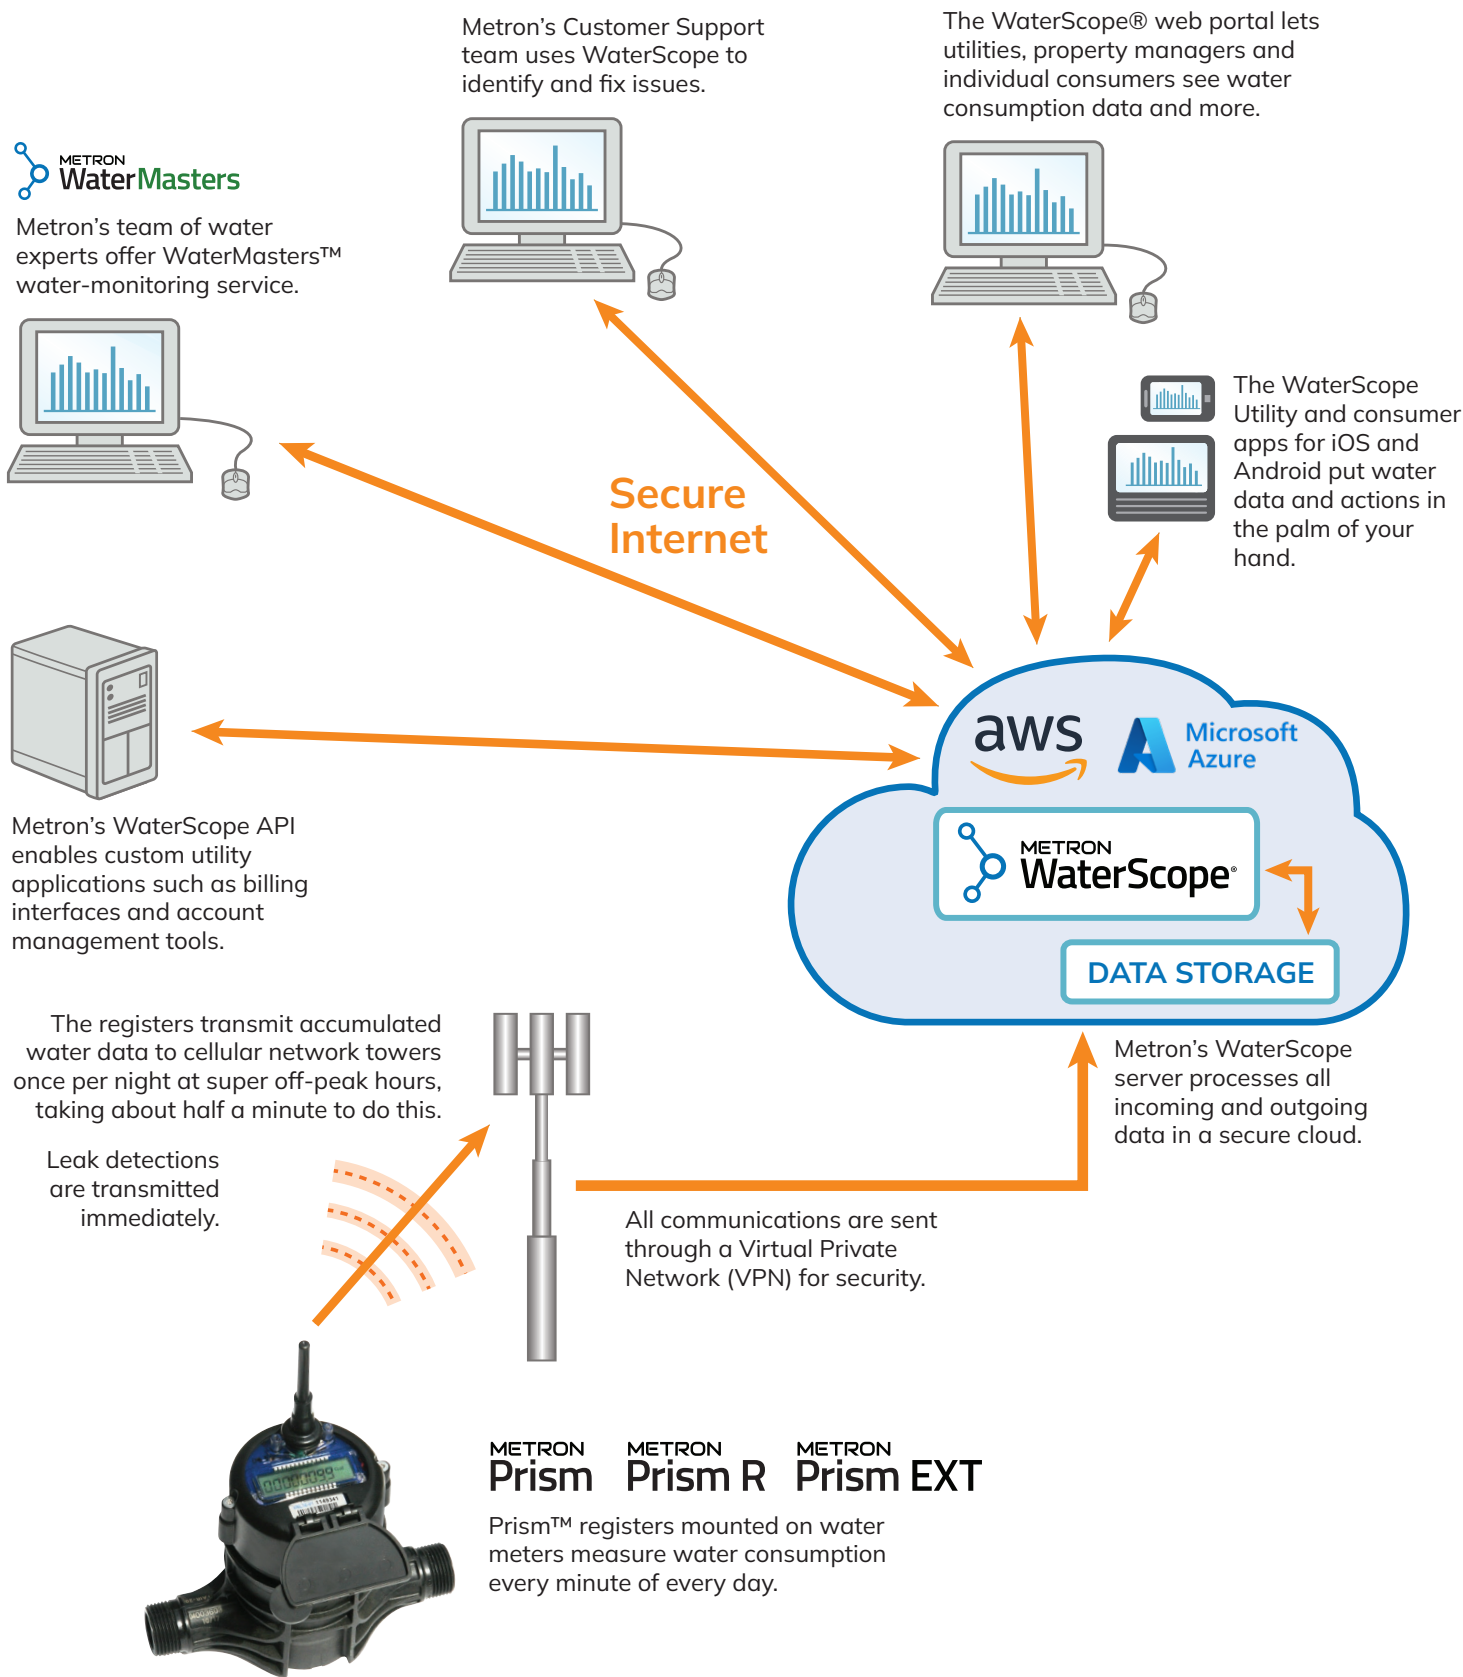 Metron's Customer Support
team uses WaterScope to
identify and fix issues.
The WaterScope® web portal lets
utilities, property managers and
individual consumers see water
consumption data and more.
METRON
WaterMasters
Metron's team of water
experts offer WaterMasters™
water-monitoring service.
The WaterScope
Utility and consumer
apps for iOS and
Android put water
data and actions in
the palm of your
hand.
Secure
Internet
aws
Microsoft
Azure
METRON
WaterScope®
DATA STORAGE
Metron's WaterScope API
enables custom utility
applications such as billing
interfaces and account
management tools.
The registers transmit accumulated
water data to cellular network towers
once per night at super off-peak hours,
taking about half a minute to do this.
Leak detections
are transmitted
immediately.
Metron's WaterScope
server processes all
incoming and outgoing
data in a secure cloud.
All communications are sent
through a Virtual Private
Network (VPN) for security.
00000099
METRON
Prism
METRON
Prism R
METRON
Prism EXT
Prism™ registers mounted on water
meters measure water consumption
every minute of every day.